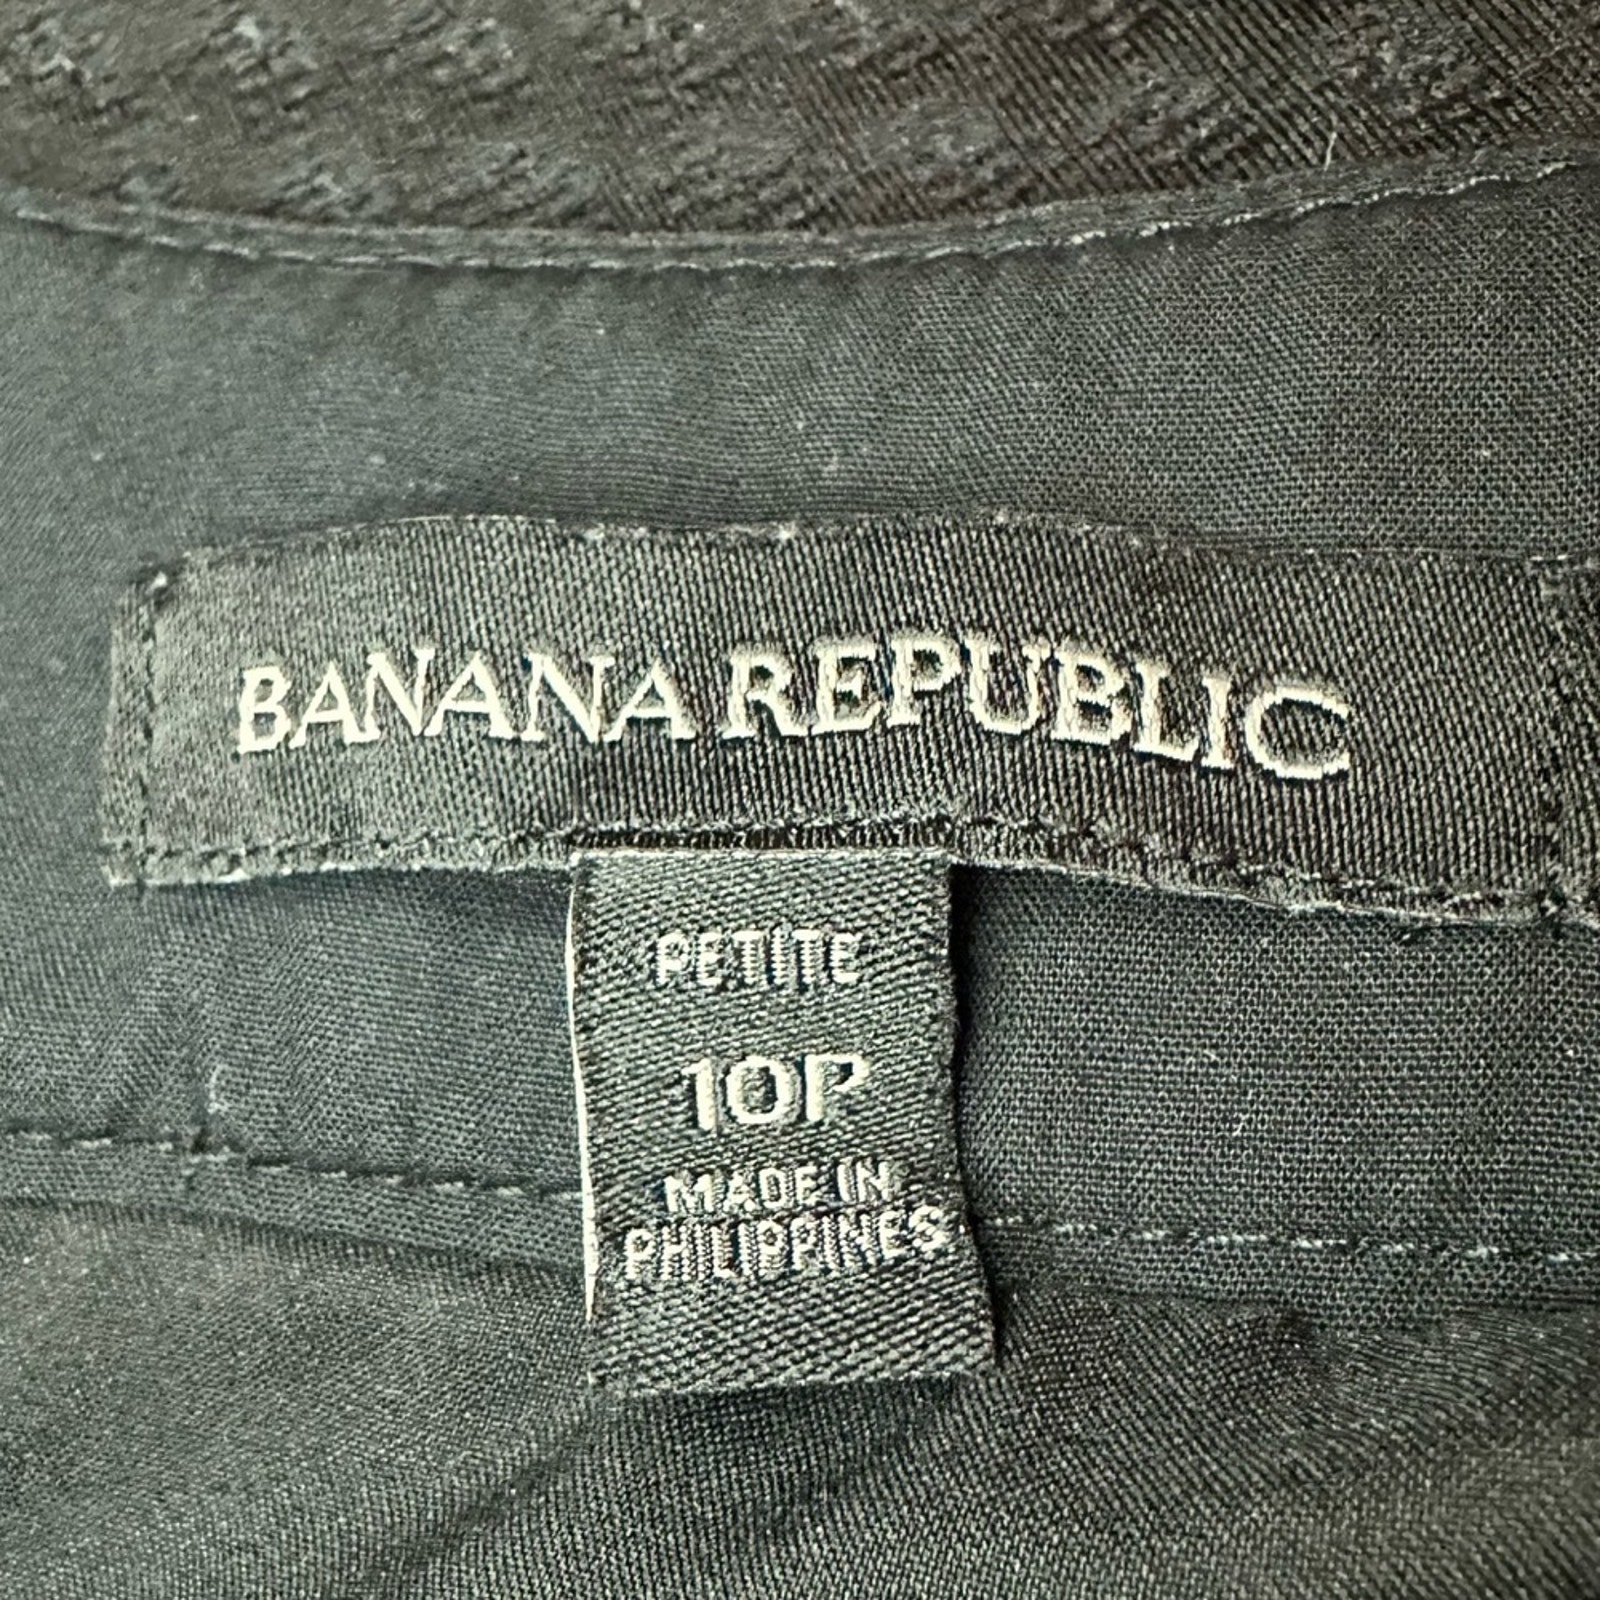 BANANA REPUBLIC
PETITE
10P
MADE IN
PHILIPPINES